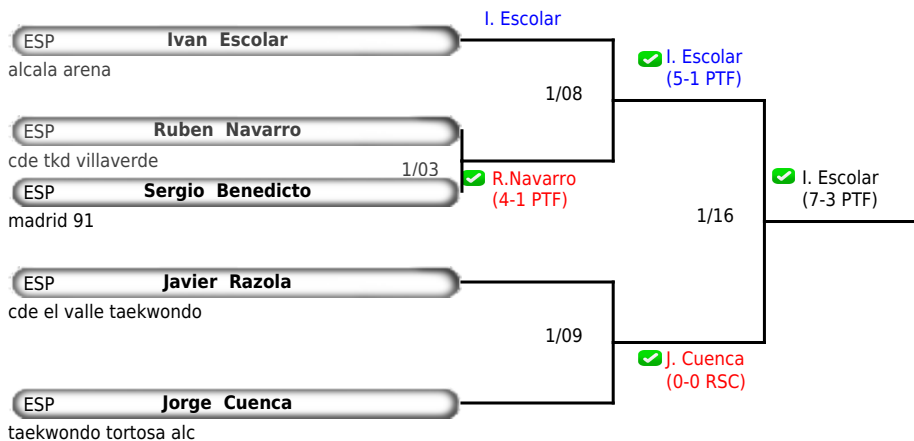 I. Escolar
ESP Ivan Escolar
alcala arena
I. Escolar
(5-1 PTF)
1/08
ESP Ruben Navarro
cde tkd villaverde
1/03
R.Navarro
(4-1 PTF)
ESP Sergio Benedicto
madrid 91
I. Escolar
(7-3 PTF)
1/16
ESP Javier Razola
cde el valle taekwondo
1/09
J. Cuenca
(0-0 RSC)
ESP Jorge Cuenca
taekwondo tortosa alc